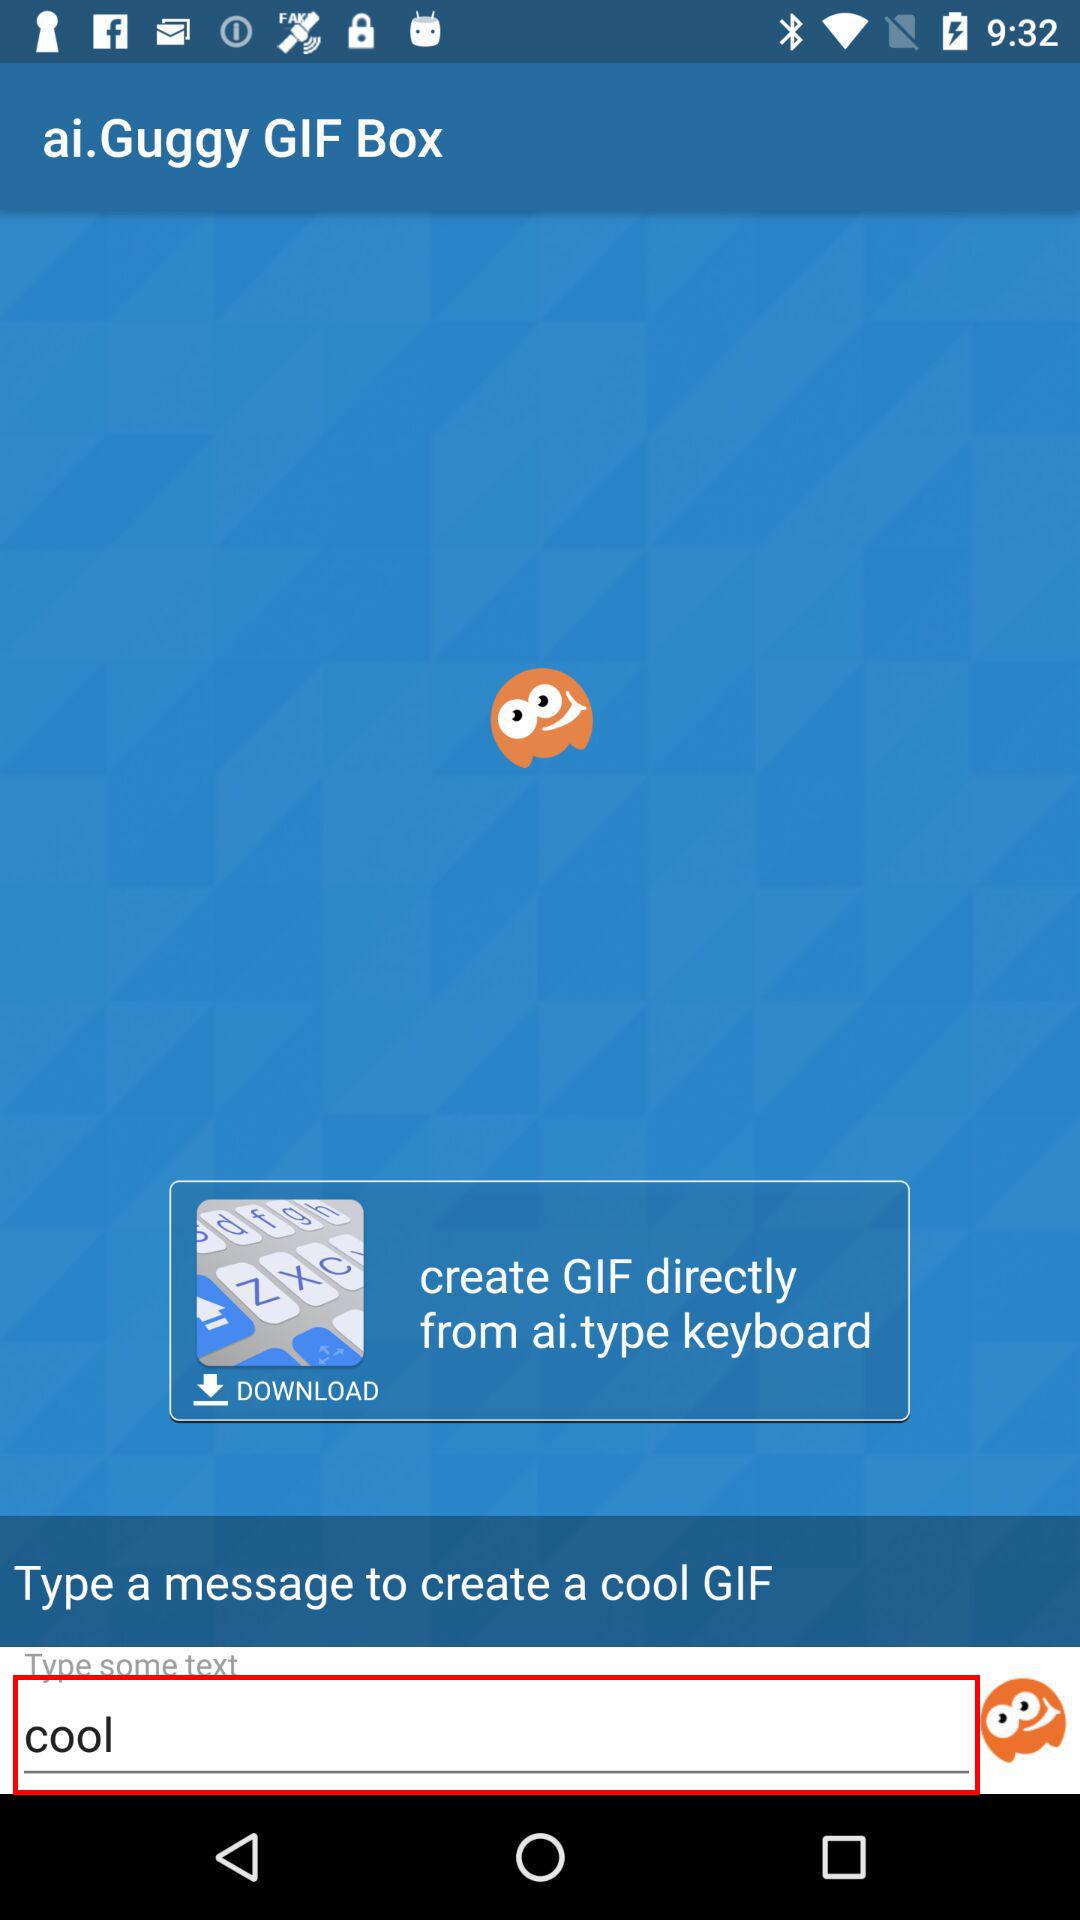 FAKE
9:32
ai.Guggy GIF Box
create GIF directly
from ai.type keyboard
DOWNLOAD
Type a message to create a cool GIF
Type some text
cool